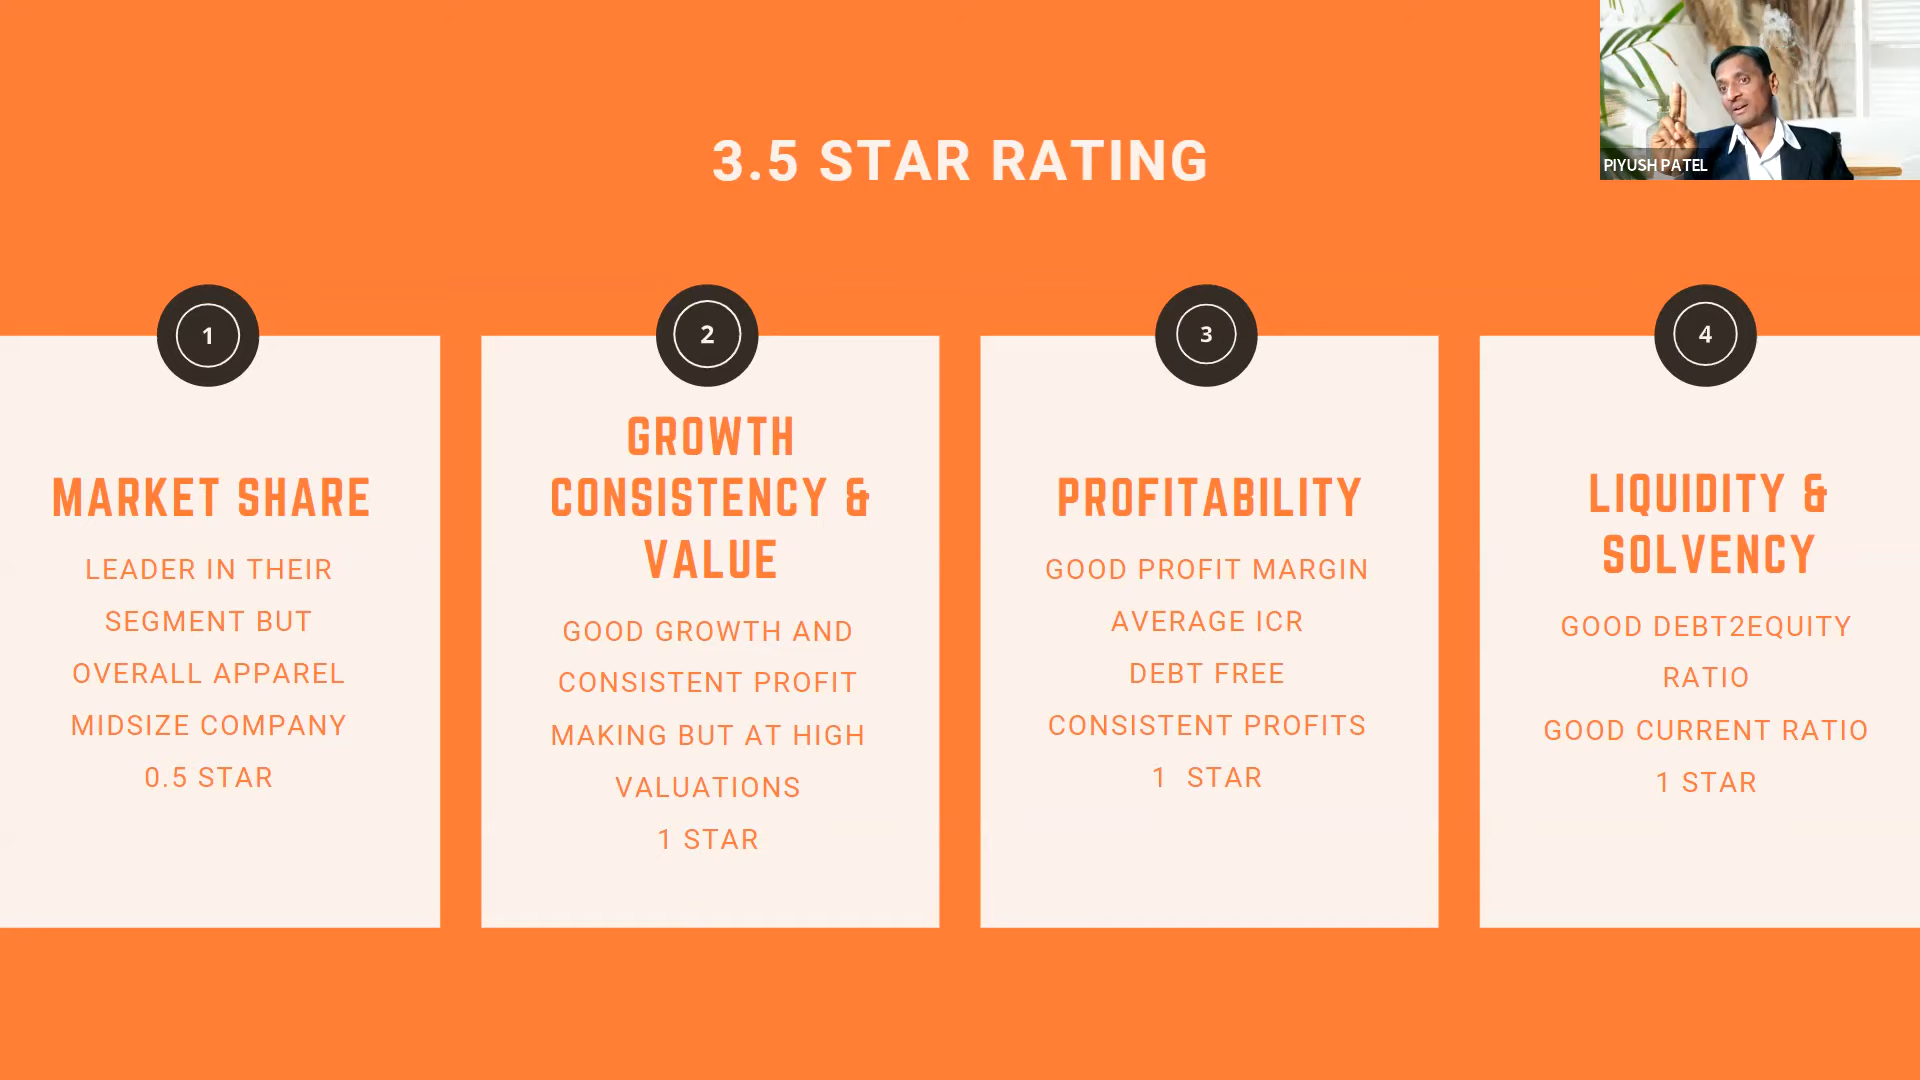 3.5 STAR RATING
PIYUSH PATEL
1
MARKET SHARE
LEADER IN THEIR
SEGMENT BUT
OVERALL APPAREL
MIDSIZE COMPANY
0.5 STAR
2
GROWTH
CONSISTENCY &
VALUE
GOOD GROWTH AND
CONSISTENT PROFIT
MAKING BUT AT HIGH
VALUATIONS
1 STAR
3
PROFITABILITY
GOOD PROFIT MARGIN
AVERAGE ICR
DEBT FREE
CONSISTENT PROFITS
1 STAR
4
LIQUIDITY &
SOLVENCY
GOOD DEBT2EQUITY
RATIO
GOOD CURRENT RATIO
1 STAR